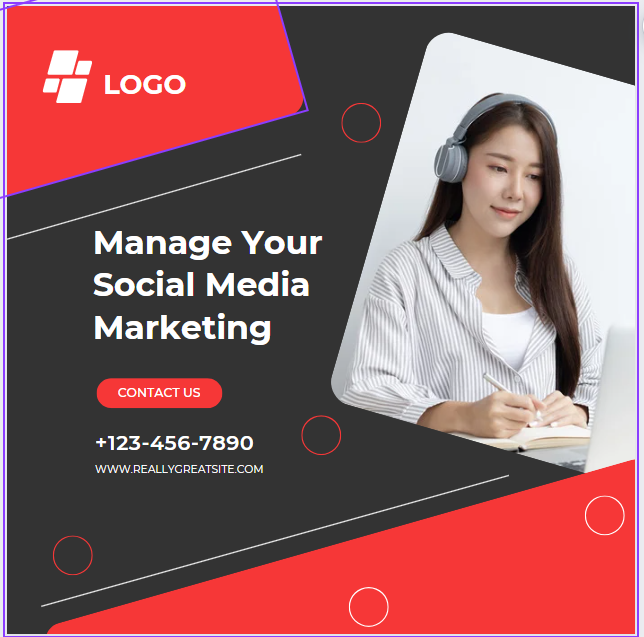 LOGO
Manage Your
Social Media
Marketing
CONTACT US
+123-456-7890
WWW.REALLYGREATSITE.COM